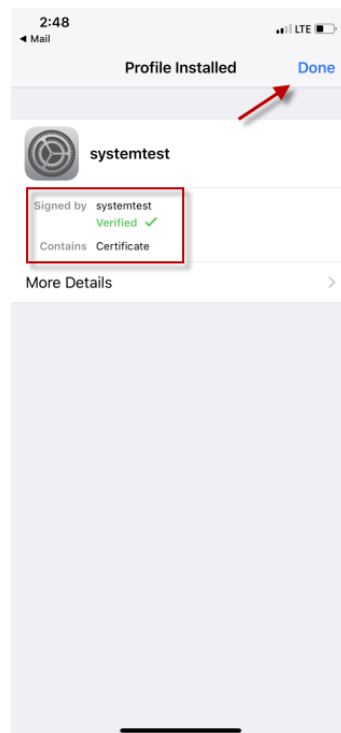 2:48
LTE
◀ Mail
Profile Installed Done
systemtest
Signed by systemtest
Verified ✓
Contains Certificate
More Details